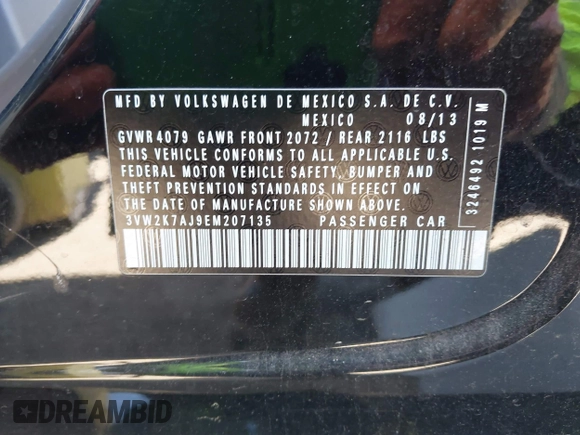 MFD BY VOLKSWAGEN DE MEXICO S.A. DE C.V.
MEXICO 08/13
GVWR 4079 GAWR FRONT 2072 / REAR 2116 LBS
THIS VEHICLE CONFORMS TO ALL APPLICABLE U.S.
FEDERAL MOTOR VEHICLE SAFETY, BUMPER AND
THEFT PREVENTION STANDARDS IN EFFECT ON
THE DATE OF MANUFACTURE SHOWN ABOVE.
3VW2K7AJ9EM207135 PASSENGER CAR
3246492 1019 M
DREAMBID